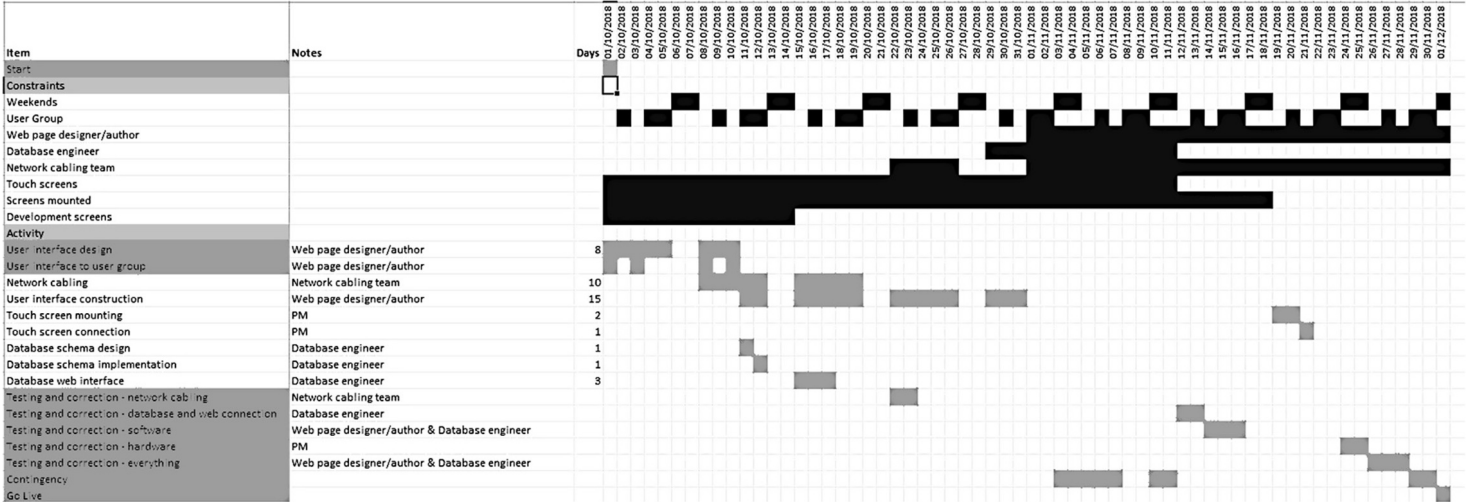 Item Notes Days 01/10/2018 02/10/2018 03/10/2018 04/10/2018 05/10/2018 06/10/2018 07/10/2018 08/10/2018 09/10/2018 10/10/2018 11/10/2018 12/10/2018 13/10/2018 14/10/2018 15/10/2018 16/10/2018 17/10/2018 18/10/2018 19/10/2018 20/10/2018 21/10/2018 22/10/2018 23/10/2018 24/10/2018 25/10/2018 26/10/2018 27/10/2018 28/10/2018 29/10/2018 30/10/2018 31/10/2018 01/11/2018 02/11/2018 03/11/2018 04/11/2018 05/11/2018 06/11/2018 07/11/2018 08/11/2018 09/11/2018 10/11/2018 11/11/2018 12/11/2018 13/11/2018 14/11/2018 15/11/2018 16/11/2018 17/11/2018 18/11/2018 19/11/2018 20/11/2018 21/11/2018 22/11/2018 23/11/2018 24/11/2018 25/11/2018 26/11/2018 27/11/2018 28/11/2018 29/11/2018 30/11/2018 01/12/2018
Start
Constraints
Weekends
User Group
Web page designer/author
Database engineer
Network cabling team
Touch screens
Screens mounted
Development screens
Activity
User interface design Web page designer/author 8
User interface to user group Web page designer/author
Network cabling Network cabling team 10
User interface construction Web page designer/author 15
Touch screen mounting PM 2
Touch screen connection PM 1
Database schema design Database engineer 1
Database schema implementation Database engineer 1
Database web interface Database engineer 3
Testing and correction - network cabling Network cabling team
Testing and correction - database and web connection Database engineer
Testing and correction - software Web page designer/author & Database engineer
Testing and correction - hardware PM
Testing and correction - everything Web page designer/author & Database engineer
Contingency
Go Live